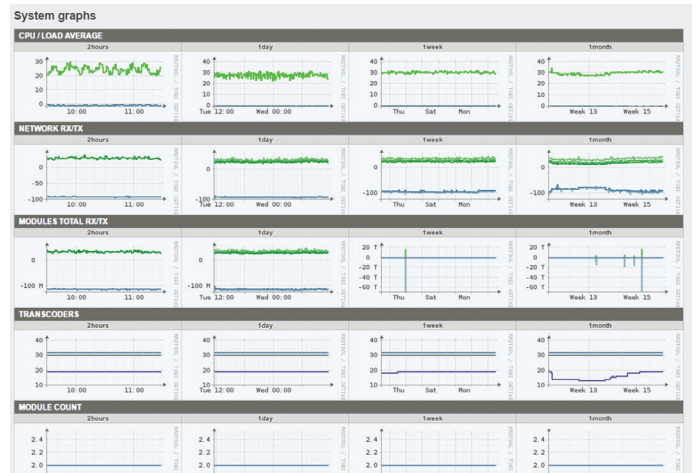 System graphs
CPU / LOAD AVERAGE
2hours 1day 1week 1month
30 40 40 40
20 30 30 30
10 20 20 20
0 10 10 10
0 0 0
10:00 11:00 Tue 12:00 Wed 00:00 Thu Sat Mon Week 13 Week 15
NETWORK RX/TX
2hours 1day 1week 1month
0 0 0 0
-50
-100 -100 -100 -100
10:00 11:00 Tue 12:00 Wed 00:00 Thu Sat Mon Week 13 Week 15
MODULES TOTAL RX/TX
2hours 1day 1week 1month
0 0 20 T 20 T
0 0
-20 T -20 T
-40 T -40 T
-100 M -100 -60 T -60 T
10:00 11:00 Tue 12:00 Wed 00:00 Thu Sat Mon Week 13 Week 15
TRANSCODERS
2hours 1day 1week 1month
40 40 40 40
30 30 30 30
20 20 20 20
10 10 10 10
10:00 11:00 Tue 12:00 Wed 00:00 Thu Sat Mon Week 13 Week 15
MODULE COUNT
2hours 1day 1week 1month
2.4 2.4 2.4 2.4
2.2 2.2 2.2 2.2
2.0 2.0 2.0 2.0